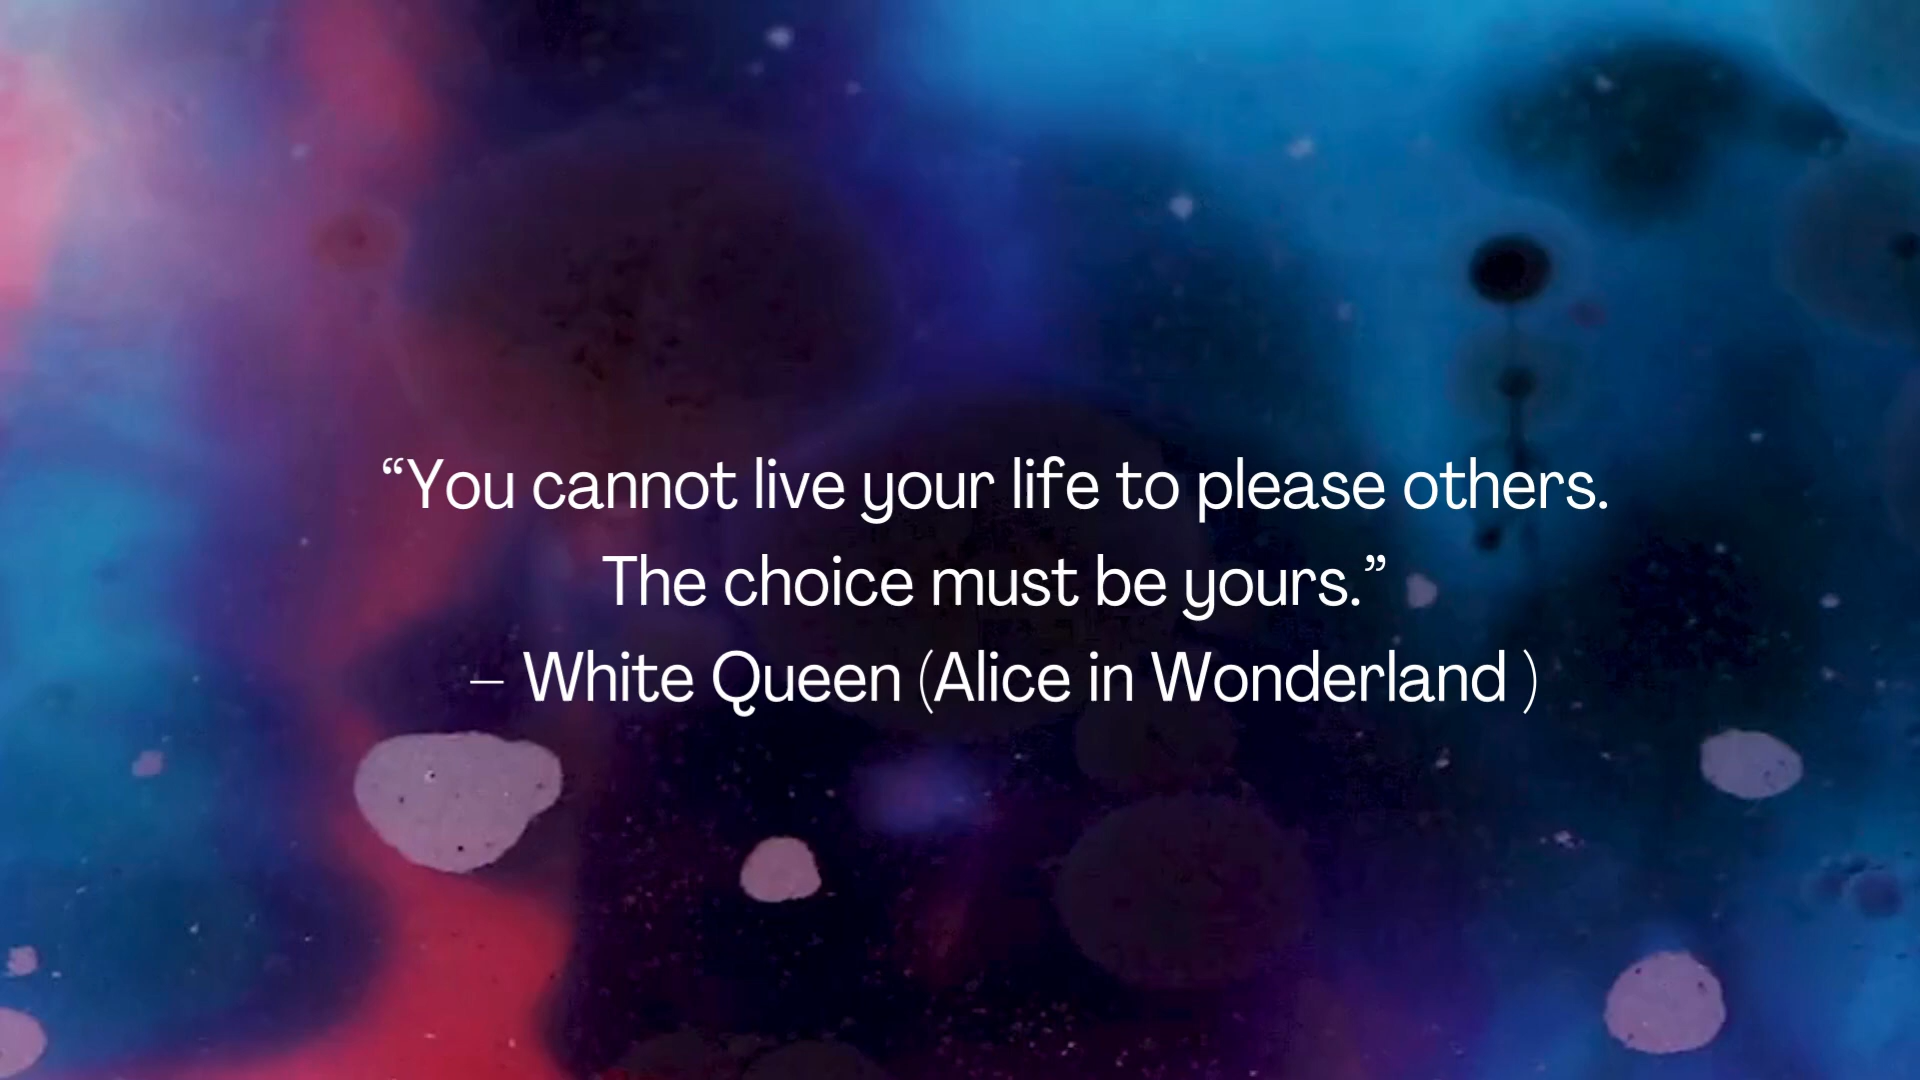 “You cannot live your life to please others.
The choice must be yours.”
– White Queen (Alice in Wonderland )